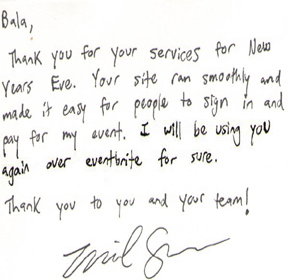 Bala,
Thank you for your services for New
Years Eve. Your site ran smoothly and
made it easy for people to sign in and
pay for my event. I will be using you
again over eventbrite for sure.
Thank you to you and your team!